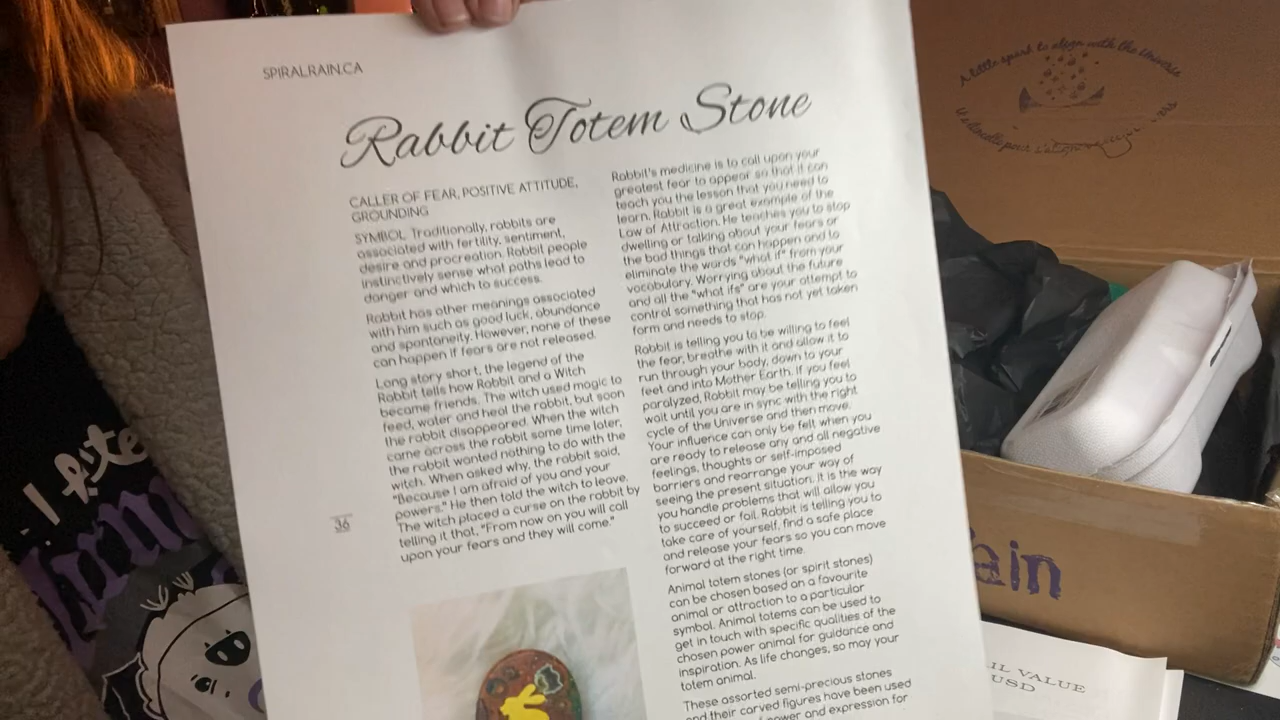 SPIRALRAIN.CA
Rabbit Totem Stone
CALLER OF FEAR, POSITIVE ATTITUDE,
GROUNDING
SYMBOL Traditionally, rabbits are
associated with fertility, sentiment,
desire and procreation. Rabbit people
instinctively sense what paths lead to
danger and which to success.
Rabbit has other meanings associated
with him such as good luck, abundance
and spontaneity. However, none of these
can happen if fears are not released.
Long story short, the legend of the
Rabbit tells how Rabbit and a Witch
became friends. The witch used magic to
feed, water and heal the rabbit, but soon
the rabbit disappeared. When the witch
came across the rabbit some time later,
the rabbit wanted nothing to do with the
witch. When asked why, the rabbit said,
"Because I am afraid of you and your
powers." He then told the witch to leave.
The witch placed a curse on the rabbit by
telling it that, "From now on you will call
upon your fears and they will come."
36
Rabbit's medicine is to call upon your
greatest fear to appear so that it can
teach you the lesson that you need to
learn. Rabbit is a great example of the
Law of Attraction. He teaches you to stop
dwelling or talking about your fears or
the bad things that can happen and to
eliminate the words "what if" from your
vocabulary. Worrying about the future
and all the "what ifs" are your attempt to
control something that has not yet taken
form and needs to stop.
Rabbit is telling you to be willing to feel
the fear, breathe with it and allow it to
run through your body, down to your
feet and into Mother Earth. If you feel
paralyzed, Rabbit may be telling you to
wait until you are in sync with the right
cycle of the Universe and then move.
Your influence can only be felt when you
are ready to release any and all negative
feelings, thoughts or self-imposed
barriers and rearrange your way of
seeing the present situation. It is the way
you handle problems that will allow you
to succeed or fail. Rabbit is telling you to
take care of yourself, find a safe place
and release your fears so you can move
forward at the right time.
Animal totem stones (or spirit stones)
can be chosen based on a favourite
animal or attraction to a particular
symbol. Animal totems can be used to
get in touch with specific qualities of the
chosen power animal for guidance and
inspiration. As life changes, so may your
totem animal.
These assorted semi-precious stones
and their carved figures have been used
power and expression for
A little spark to align with the Universe
ain
IL VALUE
USD
I